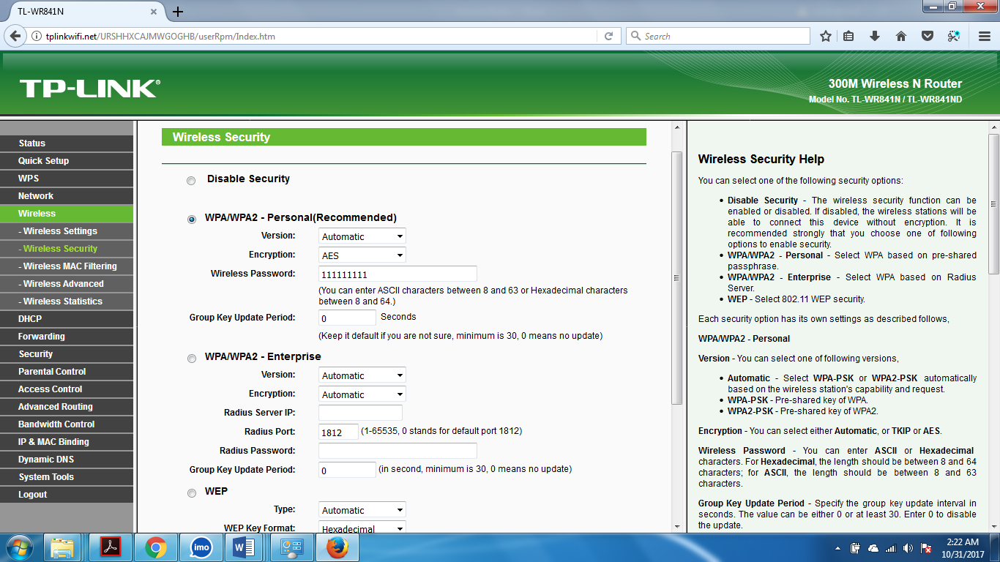 TL-WR841N
tplinkwifi.net/URSHHXCAJMWGOGHB/userRpm/Index.htm
Search
TP-LINK®
300M Wireless N Router
Model No. TL-WR841N / TL-WR841ND
Status
Quick Setup
WPS
Network
Wireless
- Wireless Settings
- Wireless Security
- Wireless MAC Filtering
- Wireless Advanced
- Wireless Statistics
DHCP
Forwarding
Security
Parental Control
Access Control
Advanced Routing
Bandwidth Control
IP & MAC Binding
Dynamic DNS
System Tools
Logout
Wireless Security
Disable Security
WPA/WPA2 - Personal(Recommended)
Version: Automatic
Encryption: AES
Wireless Password: 111111111
(You can enter ASCII characters between 8 and 63 or Hexadecimal characters
between 8 and 64.)
Group Key Update Period: 0 Seconds
(Keep it default if you are not sure, minimum is 30, 0 means no update)
WPA/WPA2 - Enterprise
Version: Automatic
Encryption: Automatic
Radius Server IP:
Radius Port: 1812 (1-65535, 0 stands for default port 1812)
Radius Password:
Group Key Update Period: 0 (in second, minimum is 30, 0 means no update)
WEP
Type: Automatic
WEP Key Format: Hexadecimal
Wireless Security Help
You can select one of the following security options:
• Disable Security - The wireless security function can be
enabled or disabled. If disabled, the wireless stations will be
able to connect this device without encryption. It is
recommended strongly that you choose one of following
options to enable security.
• WPA/WPA2 - Personal - Select WPA based on pre-shared
passphrase.
• WPA/WPA2 - Enterprise - Select WPA based on Radius
Server.
• WEP - Select 802.11 WEP security.
Each security option has its own settings as described follows,
WPA/WPA2 - Personal
Version - You can select one of following versions,
• Automatic - Select WPA-PSK or WPA2-PSK automatically
based on the wireless station's capability and request.
• WPA-PSK - Pre-shared key of WPA.
• WPA2-PSK - Pre-shared key of WPA2.
Encryption - You can select either Automatic, or TKIP or AES.
Wireless Password - You can enter ASCII or Hexadecimal
characters. For Hexadecimal, the length should be between 8 and 64
characters; for ASCII, the length should be between 8 and 63
characters.
Group Key Update Period - Specify the group key update interval in
seconds. The value can be either 0 or at least 30. Enter 0 to disable
the update.
imo
W
2:22 AM
10/31/2017